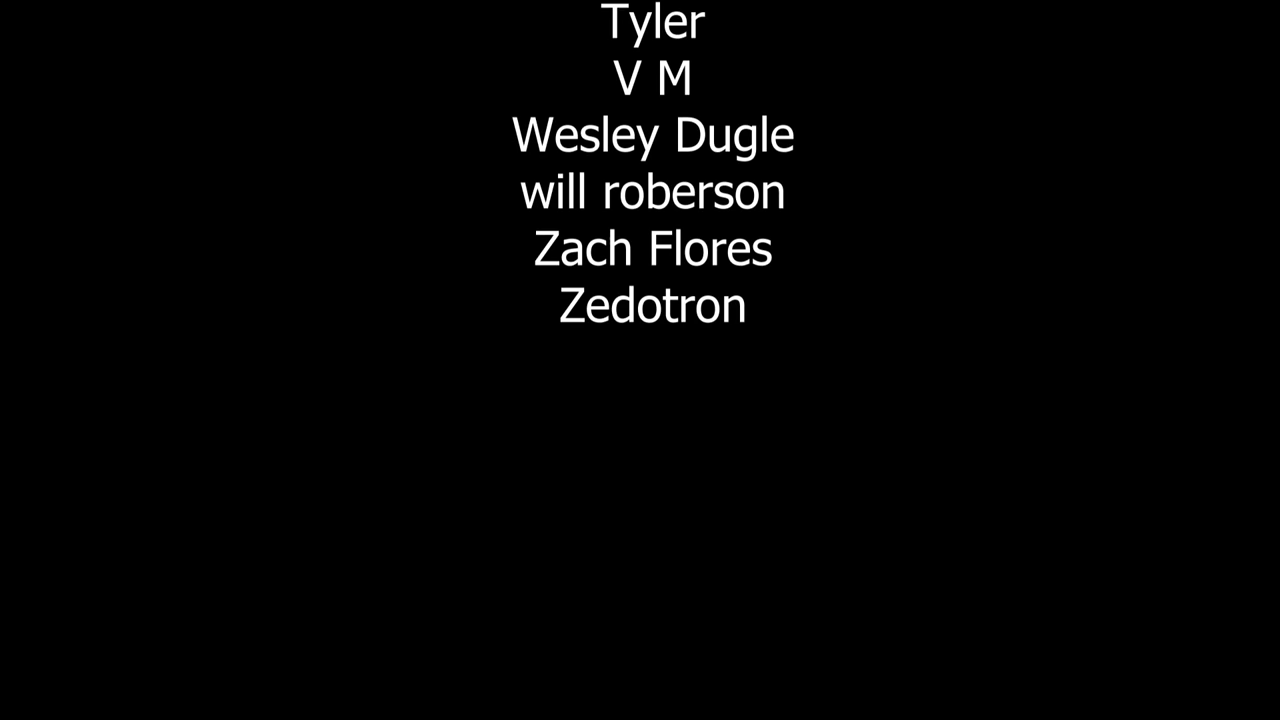 Tyler
V M
Wesley Dugle
will roberson
Zach Flores
Zedotron